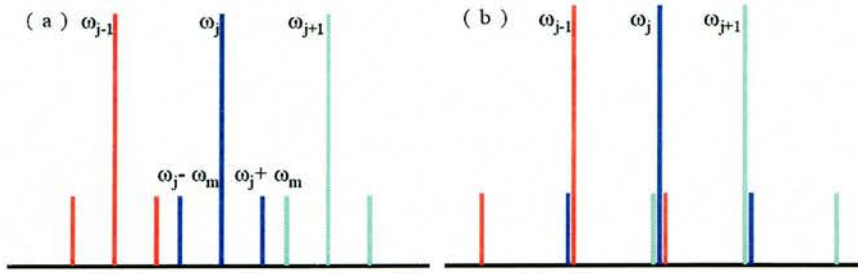 ( a ) ω_{j-1} ω_j ω_{j+1}
ω_j- ω_m ω_j+ ω_m
( b ) ω_{j-1} ω_j ω_{j+1}